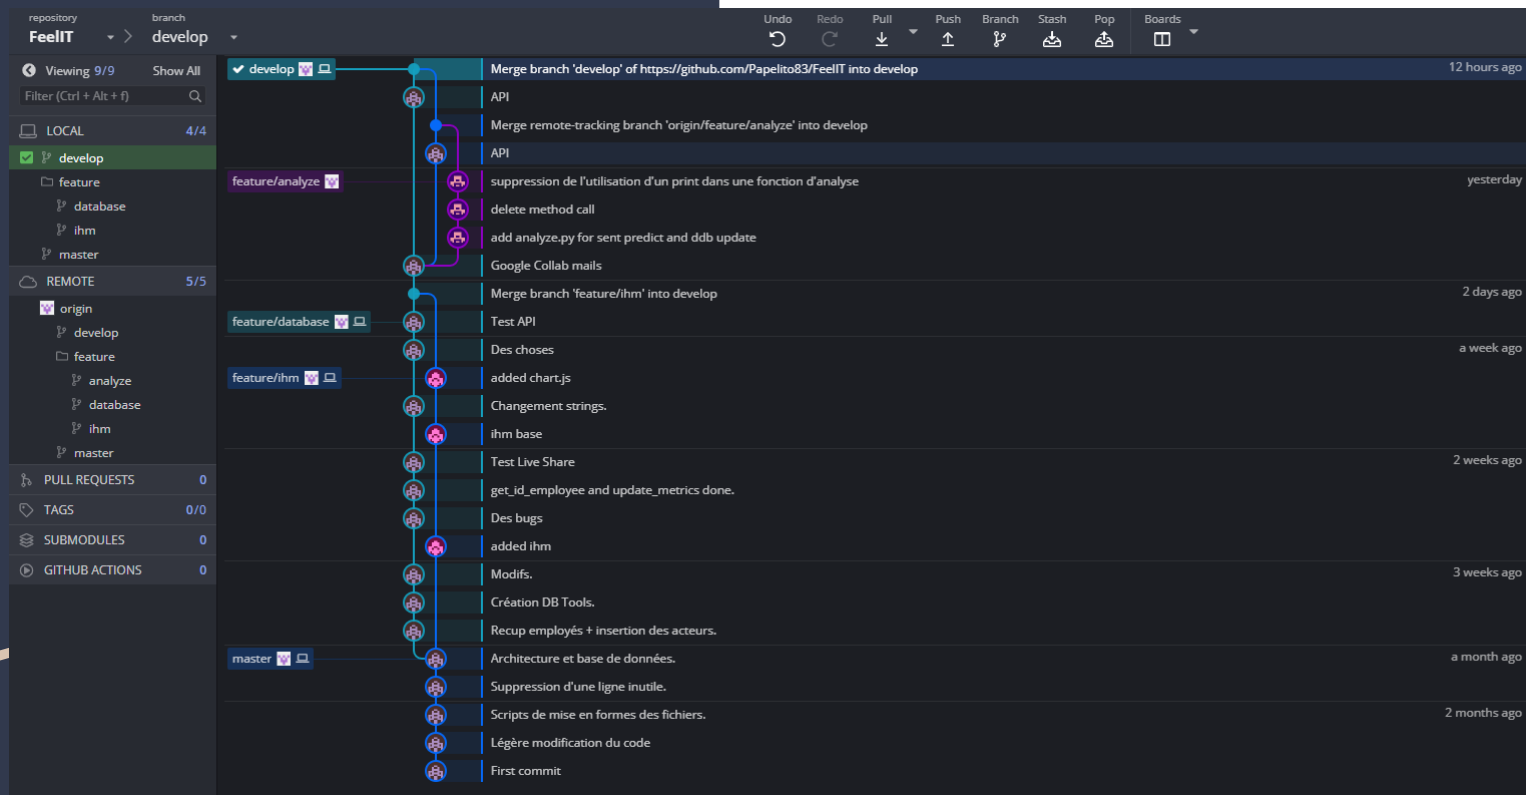 repository
FeelIT
branch
develop
Undo
Redo
Pull
Push
Branch
Stash
Pop
Boards
Viewing 9/9
Show All
Filter (Ctrl + Alt + f)
LOCAL 4/4
develop
feature
database
ihm
master
REMOTE 5/5
origin
develop
feature
analyze
database
ihm
master
PULL REQUESTS 0
TAGS 0/0
SUBMODULES 0
GITHUB ACTIONS 0
develop Merge branch 'develop' of https://github.com/Papelito83/FeelIT into develop 12 hours ago
API
Merge remote-tracking branch 'origin/feature/analyze' into develop
API
feature/analyze suppression de l'utilisation d'un print dans une fonction d'analyse yesterday
delete method call
add analyze.py for sent predict and ddb update
Google Collab mails
Merge branch 'feature/ihm' into develop 2 days ago
feature/database Test API
Des choses a week ago
feature/ihm added chart.js
Changement strings.
ihm base
Test Live Share 2 weeks ago
get_id_employee and update_metrics done.
Des bugs
added ihm
Modifs. 3 weeks ago
Création DB Tools.
Recup employés + insertion des acteurs.
master Architecture et base de données. a month ago
Suppression d'une ligne inutile.
Scripts de mise en formes des fichiers. 2 months ago
Légère modification du code
First commit